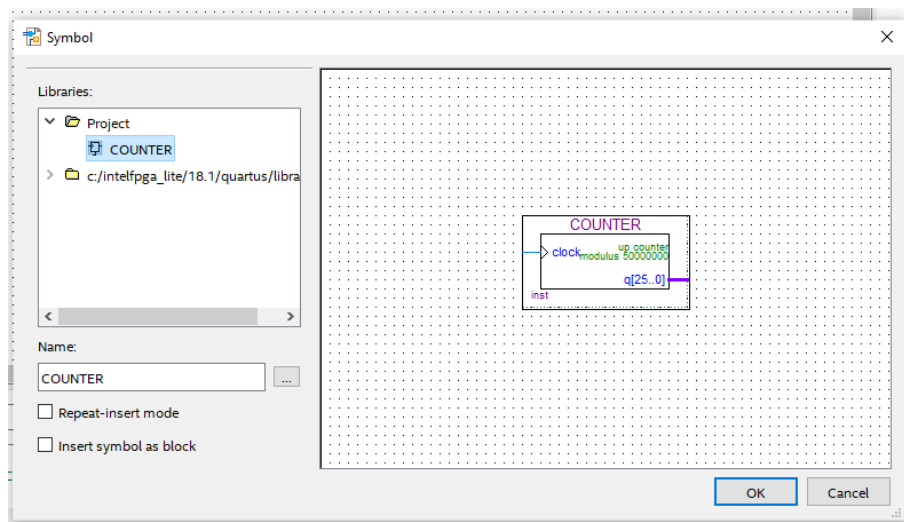 Symbol
Libraries:
Project
COUNTER
c:/intelfpga_lite/18.1/quartus/libra
Name:
COUNTER
...
Repeat-insert mode
Insert symbol as block
COUNTER
clock
up counter
modulus 50000000
q[25..0]
inst
OK
Cancel